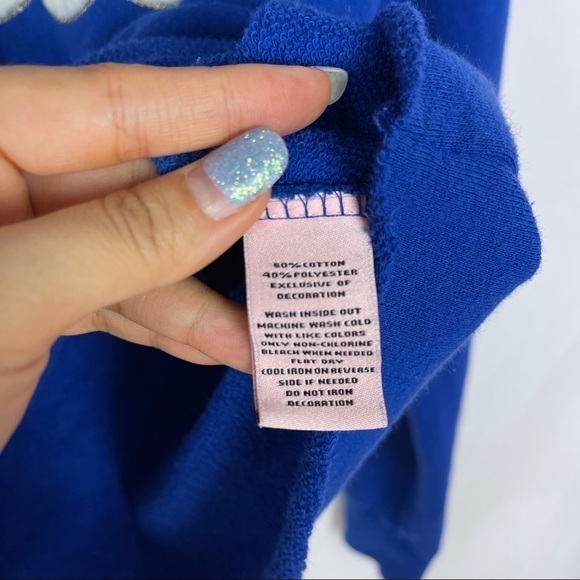 60% COTTON
40% POLYESTER
EXCLUSIVE OF
DECORATION
WASH INSIDE OUT
MACHINE WASH COLD
WITH LIKE COLORS
ONLY NON-CHLORINE
BLEACH WHEN NEEDED
FLAT DRY
COOL IRON ON REVERSE
SIDE IF NEEDED
DO NOT IRON
DECORATION